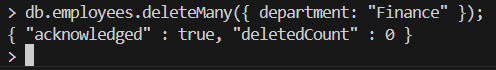 > db.employees.deleteMany({ department: "Finance" });
{ "acknowledged" : true, "deletedCount" : 0 }
>